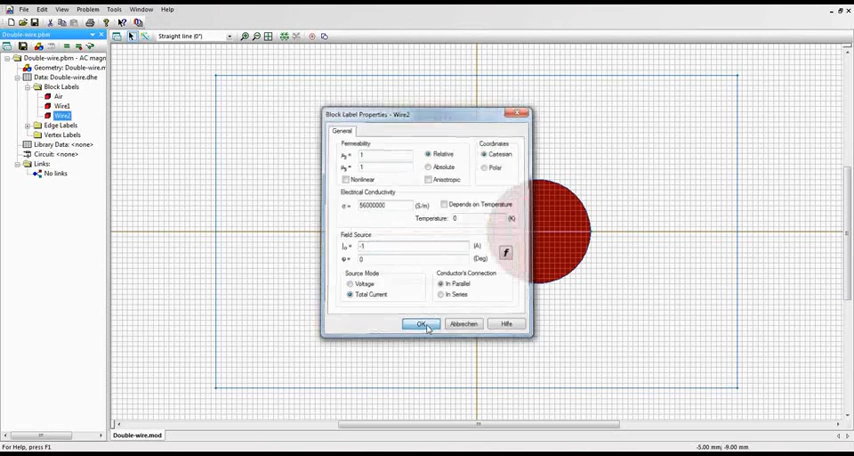 File Edit View Problem Tools Window Help
Straight line (0°)
Double-wire.pbm
Double-wire.pbm - AC magn
Geometry: Double-wire.m
Data: Double-wire.dhe
Block Labels
Air
Wire1
Wire2
Edge Labels
Vertex Labels
Library Data: <none>
Circuit: <none>
Links:
No links
Block Label Properties - Wire2
General
Permeability
1
1
Relative
Absolute
Nonlinear
Anisotropic
Coordinates
Cartesian
Polar
Electrical Conductivity
σ = 56000000 (S/m)
Depends on Temperature
Temperature: 0 (K)
Field Source
-1 (A)
φ = 0 (Deg)
f
Source Mode
Voltage
Total Current
Conductor's Connection
In Parallel
In Series
OK Abbrechen Hilfe
Double-wire.mod
For Help, press F1
-5.00 mm; -9.00 mm